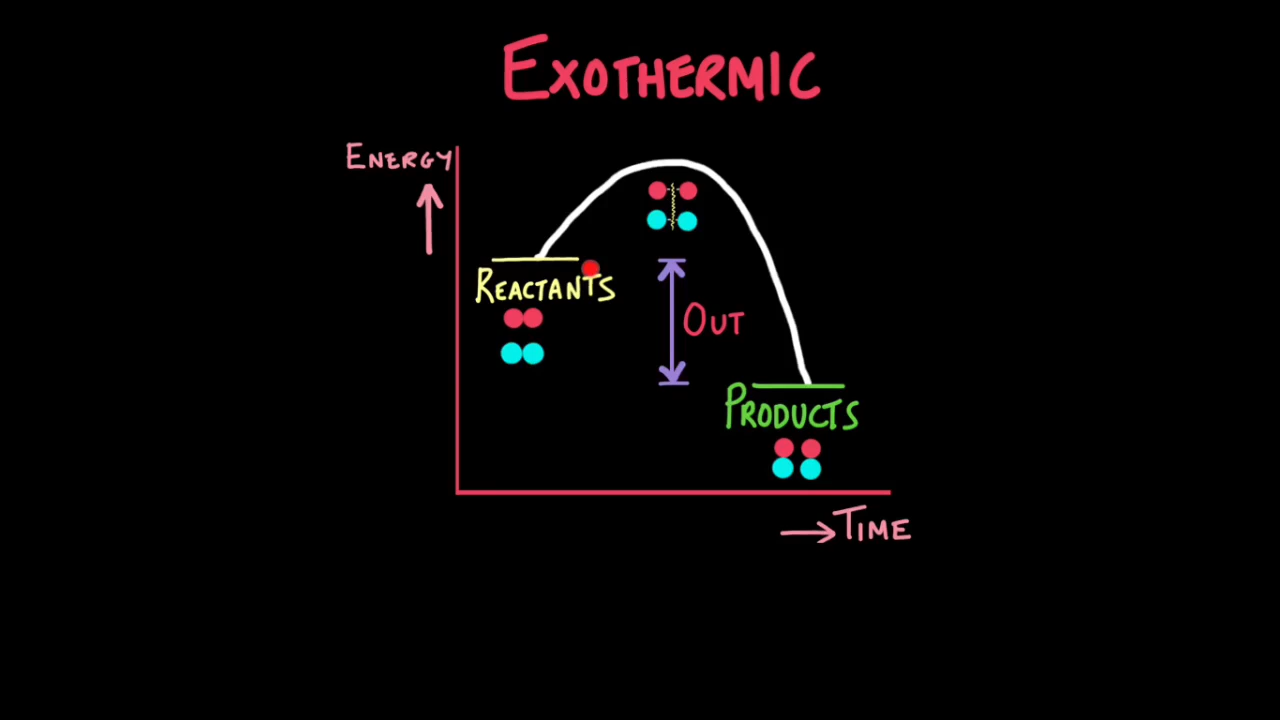 EXOTHERMIC
ENERGY
REACTANTS
OUT
PRODUCTS
TIME